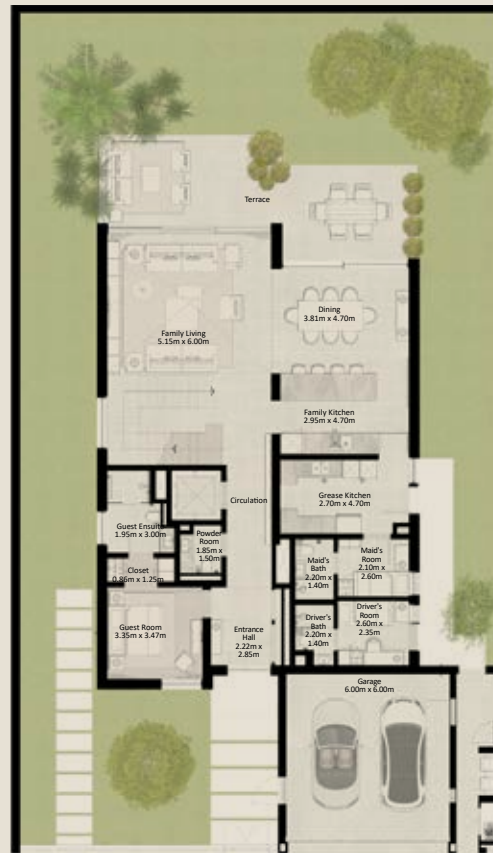 Terrace
Dining
3.81m x 4.70m
Family Living
5.15m x 6.00m
Family Kitchen
2.95m x 4.70m
Circulation
Grease Kitchen
2.70m x 4.70m
Guest Ensuite
1.95m x 3.00m
Powder
Room
1.85m x
1.50m
Maid's
Bath
2.20m x
1.40m
Maid's
Room
2.10m x
2.60m
Closet
0.86m x 1.25m
Guest Room
3.35m x 3.47m
Entrance
Hall
2.22m x
2.85m
Driver's
Bath
2.20m x
1.40m
Driver's
Room
2.60m x
2.35m
Garage
6.00m x 6.00m